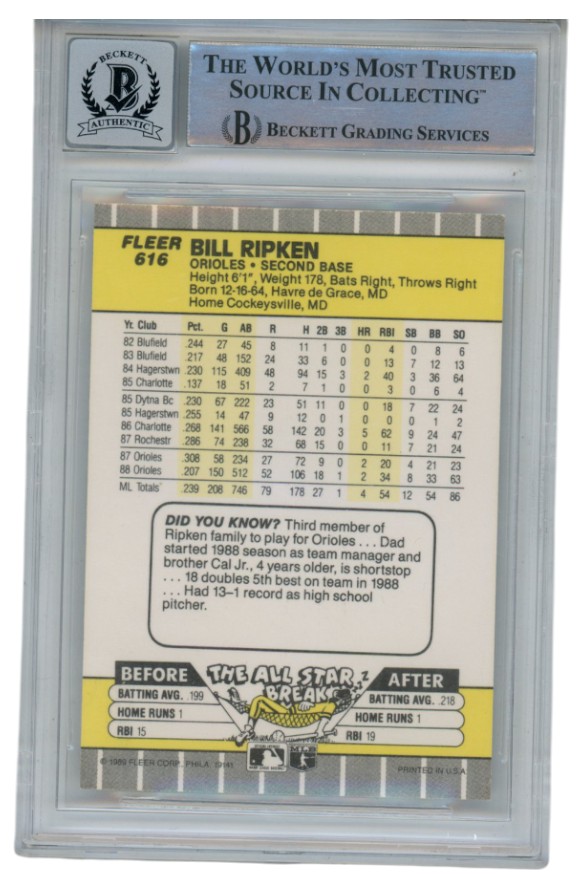 BECKETT
B
AUTHENTIC
THE WORLD'S MOST TRUSTED
SOURCE IN COLLECTING™
B BECKETT GRADING SERVICES
FLEER
616
BILL RIPKEN
ORIOLES • SECOND BASE
Height 6'1", Weight 178, Bats Right, Throws Right
Born 12-16-64, Havre de Grace, MD
Home Cockeysville, MD
Yr. Club Pct. G AB R H 2B 3B HR RBI SB BB SO
82 Blufield .244 27 45 8 11 1 0 0 4 0 8 6
83 Blufield .217 48 152 24 33 6 0 0 13 7 12 13
84 Hagerstwn .230 115 409 48 94 15 3 2 40 3 36 64
85 Charlotte .137 18 51 2 7 1 0 0 3 0 6 4
85 Dytna Bc .230 67 222 23 51 11 0 0 18 7 22 24
85 Hagerstwn .255 14 47 9 12 0 1 0 0 0 1 2
86 Charlotte .268 141 566 58 142 20 3 5 62 9 24 47
87 Rochestr .286 74 238 32 68 15 0 0 11 7 21 24
87 Orioles .308 58 234 27 72 9 0 2 20 4 21 23
88 Orioles .207 150 512 52 106 18 1 2 34 8 33 63
ML Totals .239 208 746 79 178 27 1 4 54 12 54 86
DID YOU KNOW? Third member of
Ripken family to play for Orioles . . . Dad
started 1988 season as team manager and
brother Cal Jr., 4 years older, is shortstop
. . . 18 doubles 5th best on team in 1988
. . . Had 13-1 record as high school
pitcher.
BEFORE THE ALL STAR BREAK AFTER
BATTING AVG. .199
HOME RUNS 1
RBI 15
BATTING AVG. .218
HOME RUNS 1
RBI 19
© 1989 FLEER CORP., PHILA. 19141
MLB
PRINTED IN U.S.A.